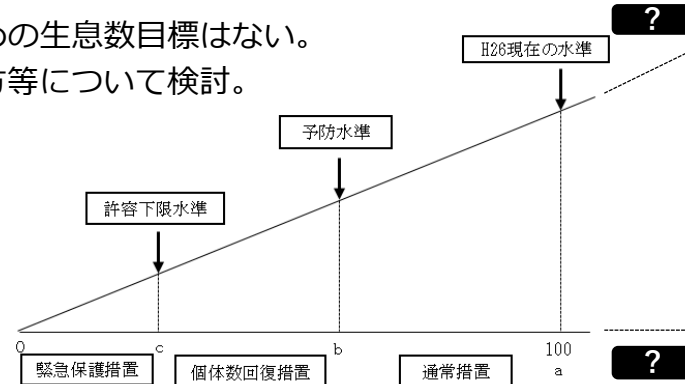 めの生息数目標はない。
方等について検討。
?
H26現在の水準
予防水準
許容下限水準
0
c
b
100
a
緊急保護措置
個体数回復措置
通常措置
?